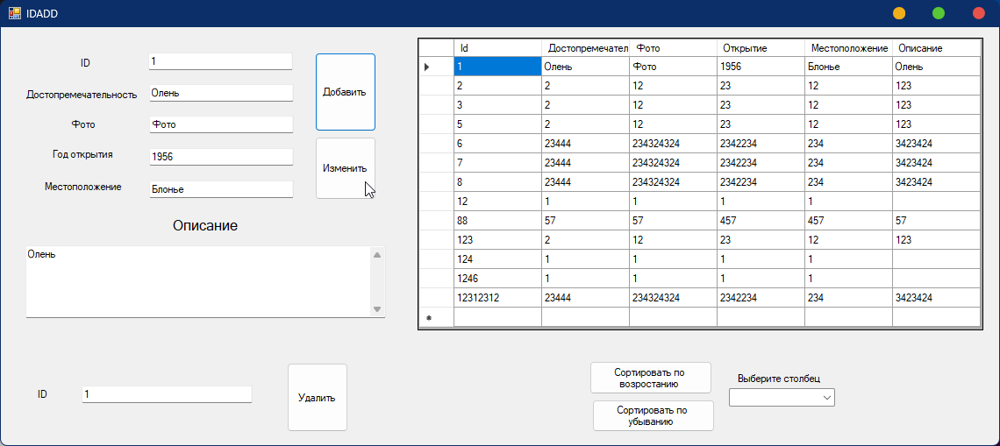 IDADD
ID 1
Достопремечательность Олень
Фото Фото
Год открытия 1956
Местоположение Блонье
Добавить
Изменить
Описание
Олень
ID 1
Удалить
Id Достопремечател Фото Открытие Местоположение Описание
1 Олень Фото 1956 Блонье Олень
2 2 12 23 12 123
3 2 12 23 12 123
5 2 12 23 12 123
6 23444 234324324 2342234 234 3423424
7 23444 234324324 2342234 234 3423424
8 23444 234324324 2342234 234 3423424
12 1 1 1 1
88 57 57 457 457 57
123 2 12 23 12 123
124 1 1 1 1
1246 1 1 1 1
12312312 23444 234324324 2342234 234 3423424
Сортировать по
возростанию
Сортировать по
убыванию
Выберите столбец